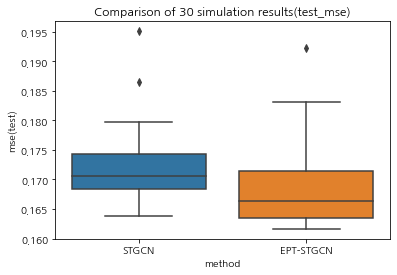 Comparison of 30 simulation results(test_mse)
0.195
0.190
0.185
0.180
0.175
0.170
0.165
0.160
mse(test)
STGCN EPT-STGCN
method